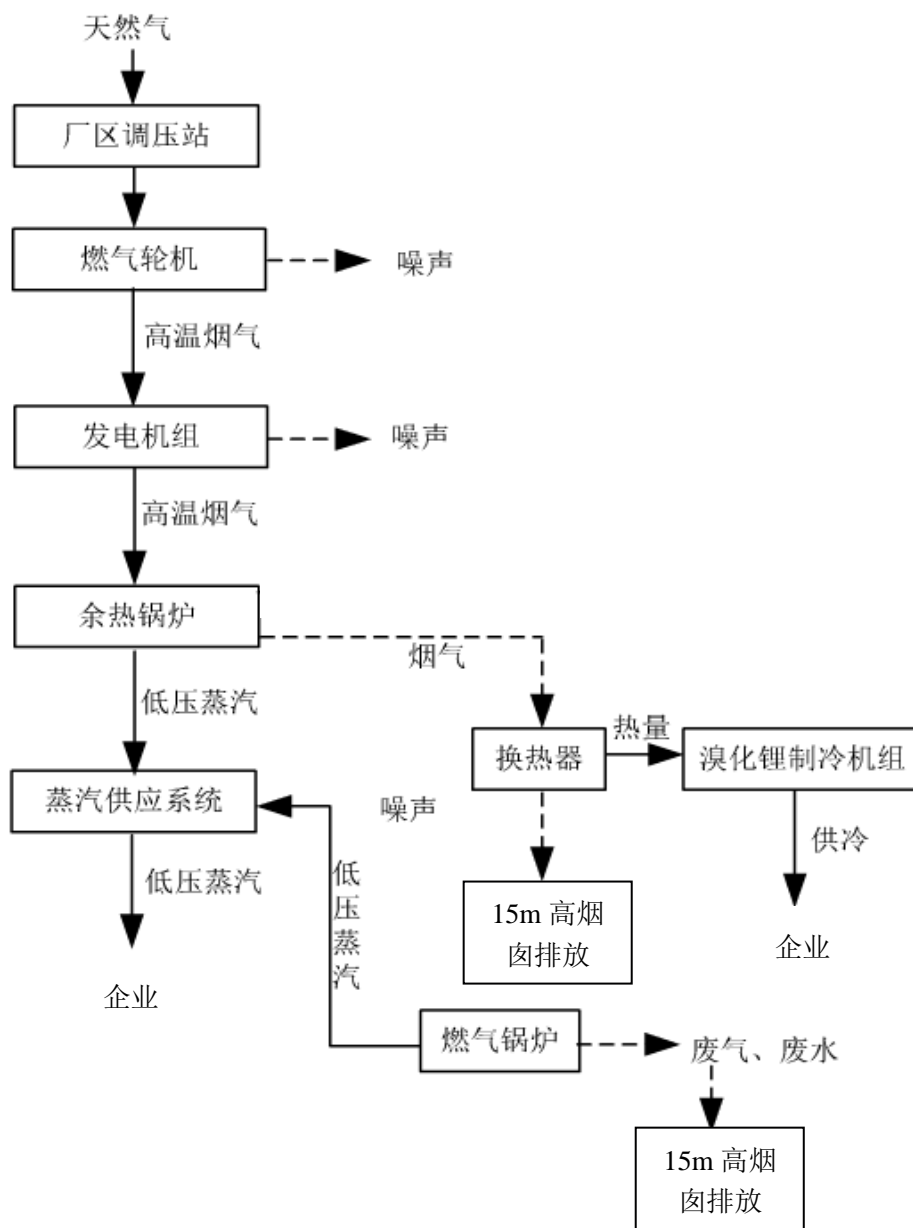 天然气
厂区调压站
燃气轮机
噪声
高温烟气
发电机组
噪声
高温烟气
余热锅炉
烟气
低压蒸汽
热量
换热器
溴化锂制冷机组
蒸汽供应系统
噪声
供冷
低压蒸汽
低压蒸汽
15m 高烟
囱排放
企业
企业
燃气锅炉
废气、废水
15m 高烟
囱排放